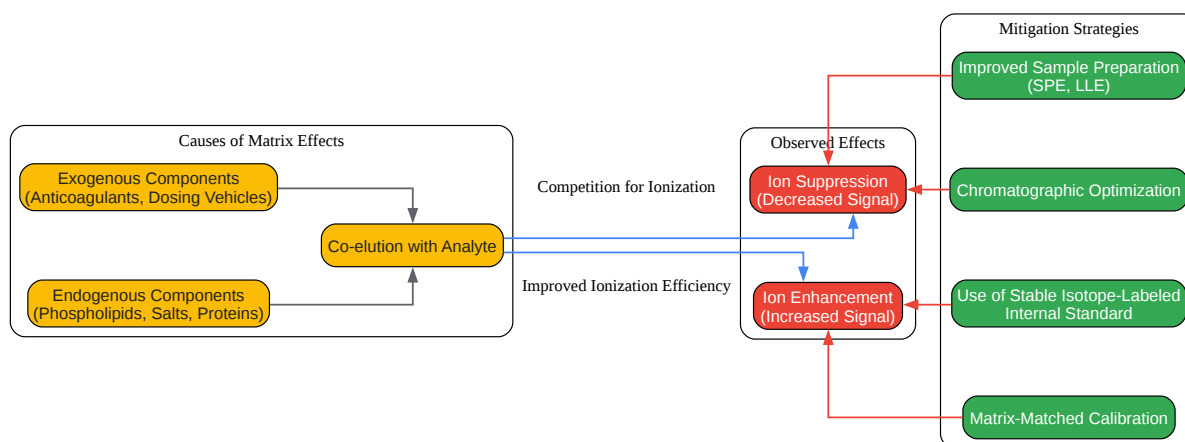 Mitigation Strategies
Improved Sample Preparation
(SPE, LLE)
Causes of Matrix Effects
Observed Effects
Exogenous Components
(Anticoagulants, Dosing Vehicles)
Competition for Ionization
Ion Suppression
(Decreased Signal)
Chromatographic Optimization
Co-elution with Analyte
Improved Ionization Efficiency
Endogenous Components
(Phospholipids, Salts, Proteins)
Ion Enhancement
(Increased Signal)
Use of Stable Isotope-Labeled
Internal Standard
Matrix-Matched Calibration